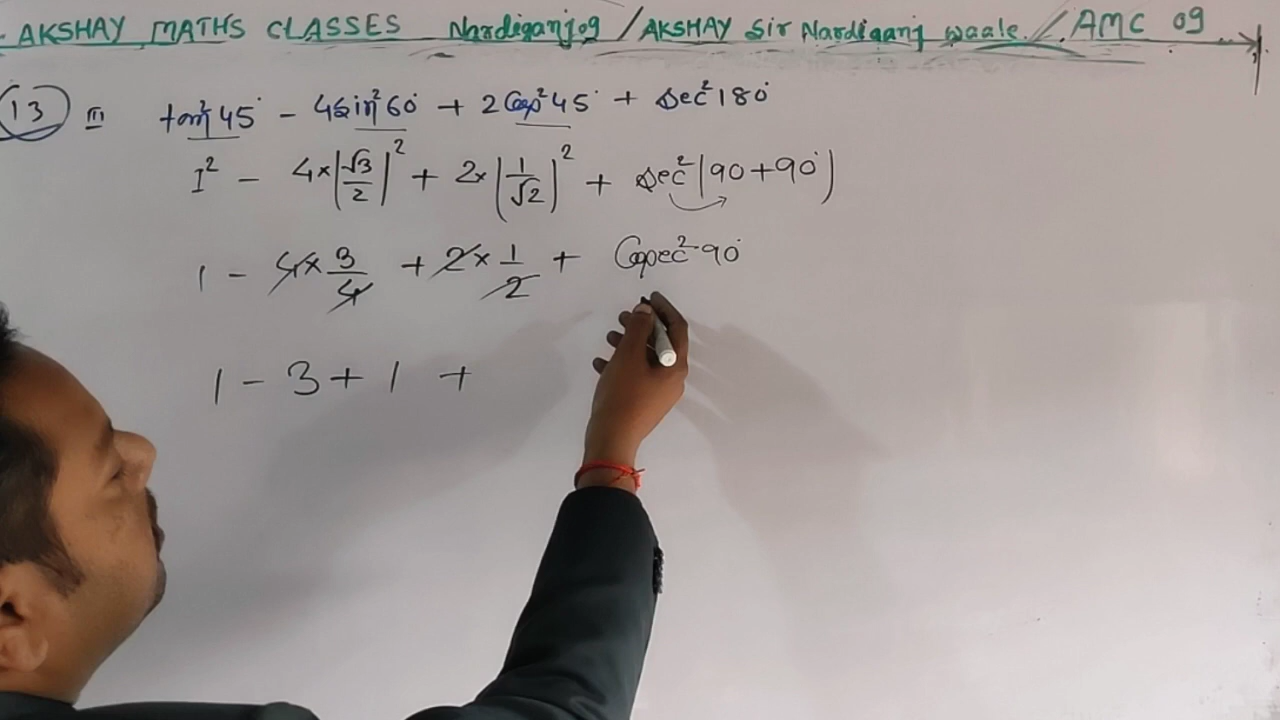 AKSHAY MATHS CLASSES Nardiganj09 / AKSHAY Sir Nardiganj waale. /. AMC 09
13 III tan²45° - 4sin²60° + 2Cos²45° + Sec²180°
1² - 4×(√3/2)² + 2×(1/√2)² + Sec²(90+90°)
1 - 4×3/4 + 2×1/2 + Cosec²90°
1 - 3 + 1 +